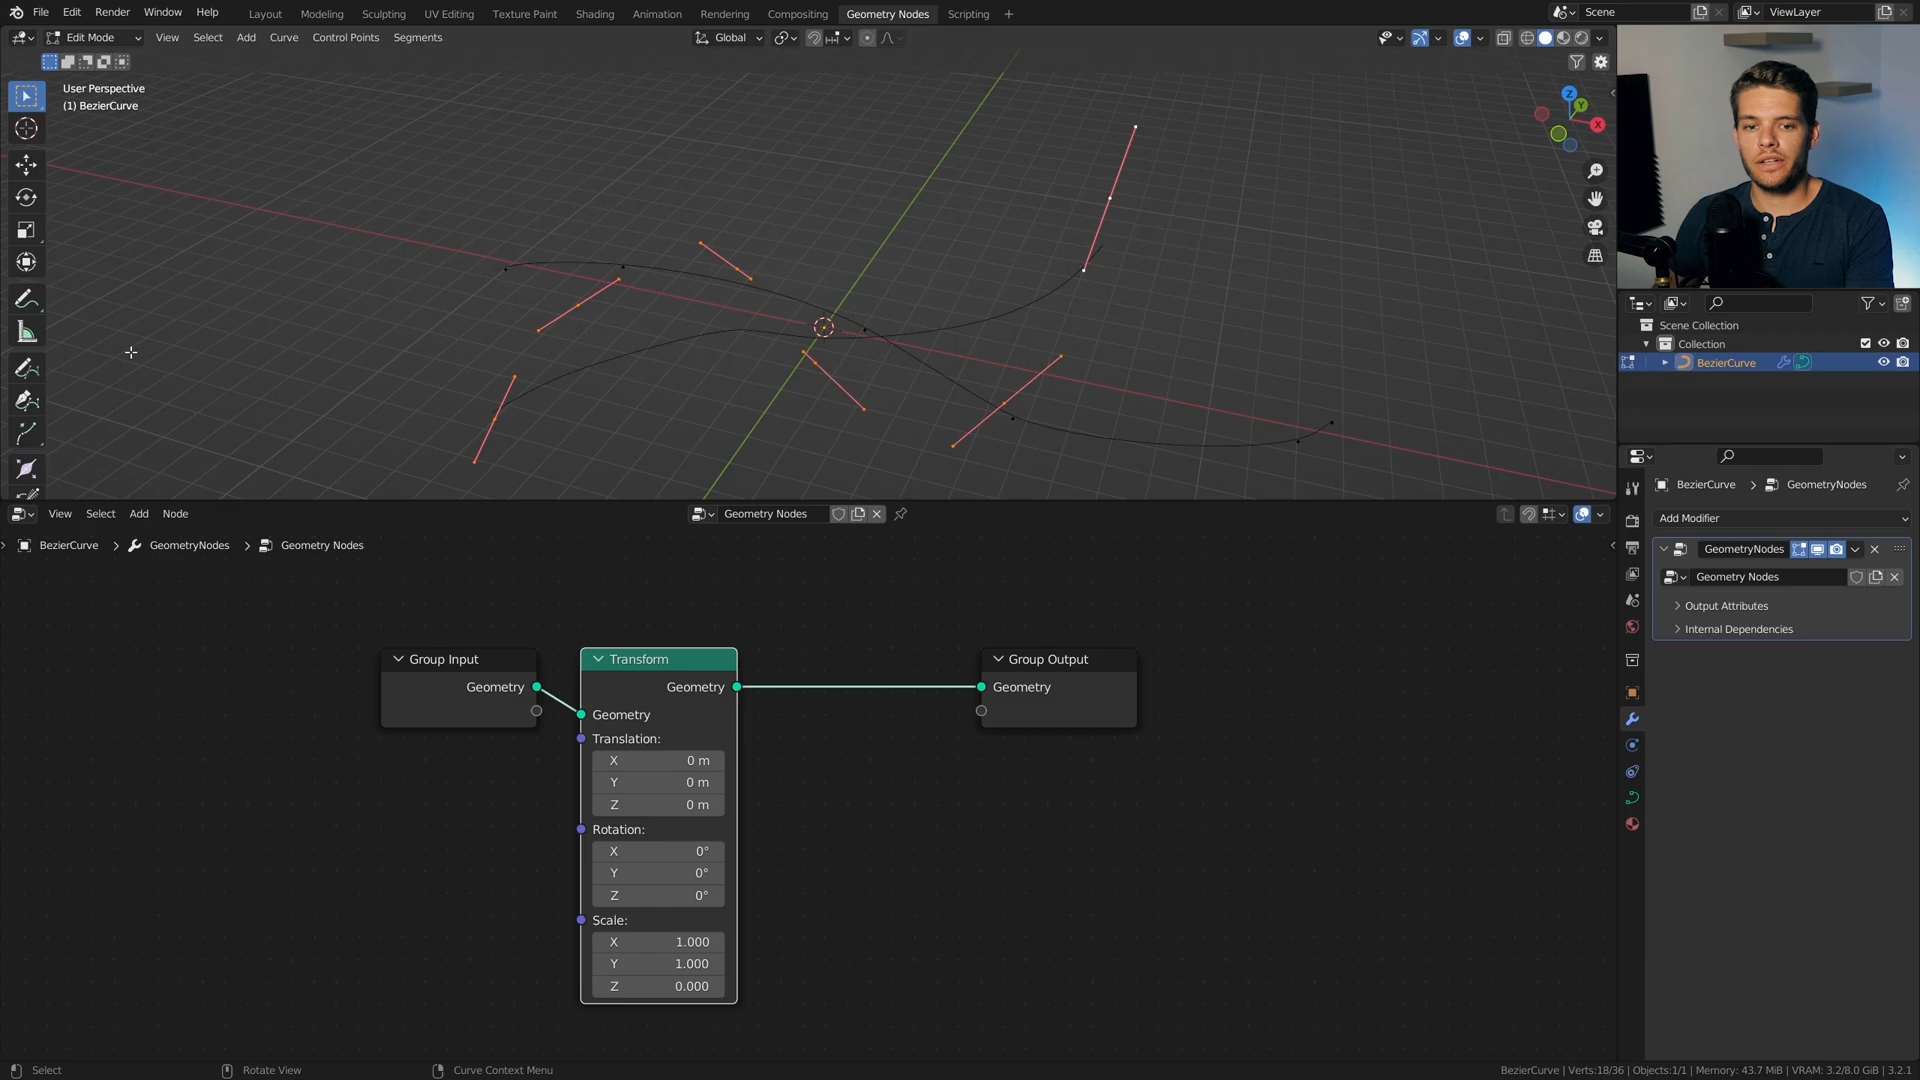 File Edit Render Window Help Layout Modeling Sculpting UV Editing Texture Paint Shading Animation Rendering Compositing Geometry Nodes Scripting + Scene ViewLayer
Edit Mode View Select Add Curve Control Points Segments Global
User Perspective
(1) BezierCurve
Z
Y
X
Scene Collection
Collection
BezierCurve
BezierCurve > GeometryNodes
Add Modifier
GeometryNodes
Geometry Nodes
Output Attributes
Internal Dependencies
View Select Add Node Geometry Nodes
BezierCurve > GeometryNodes > Geometry Nodes
Group Input
Geometry
Transform
Geometry
Geometry
Translation:
X 0 m
Y 0 m
Z 0 m
Rotation:
X 0°
Y 0°
Z 0°
Scale:
X 1.000
Y 1.000
Z 0.000
Group Output
Geometry
Select Rotate View Curve Context Menu BezierCurve | Verts:18/36 | Objects:1/1 | Memory: 43.7 MiB | VRAM: 3.2/8.0 GiB | 3.2.1